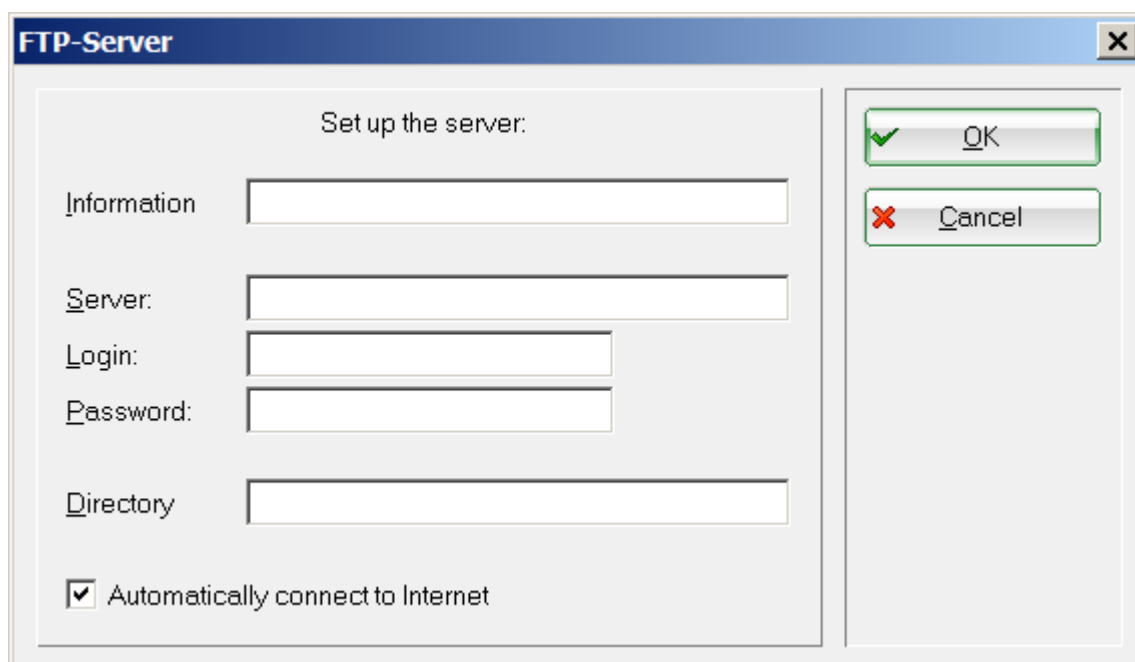 FTP-Server
Set up the server:
Information
Server:
Login:
Password:
Directory
Automatically connect to Internet
OK
Cancel